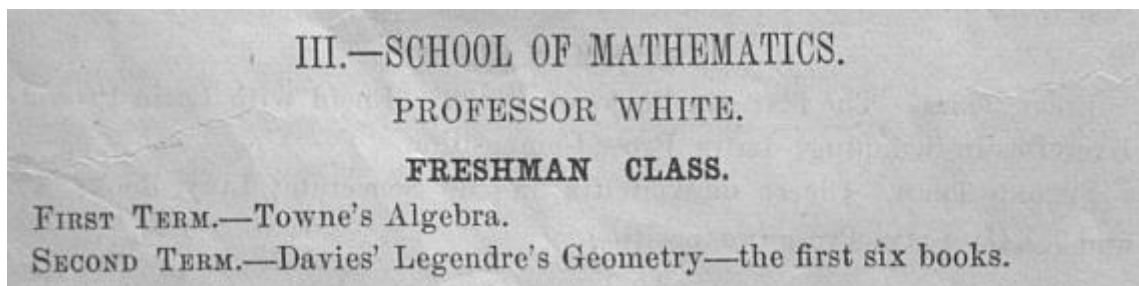 III.—SCHOOL OF MATHEMATICS.
PROFESSOR WHITE.
FRESHMAN CLASS.
FIRST TERM.—Towne's Algebra.
SECOND TERM.—Davies' Legendre's Geometry—the first six books.